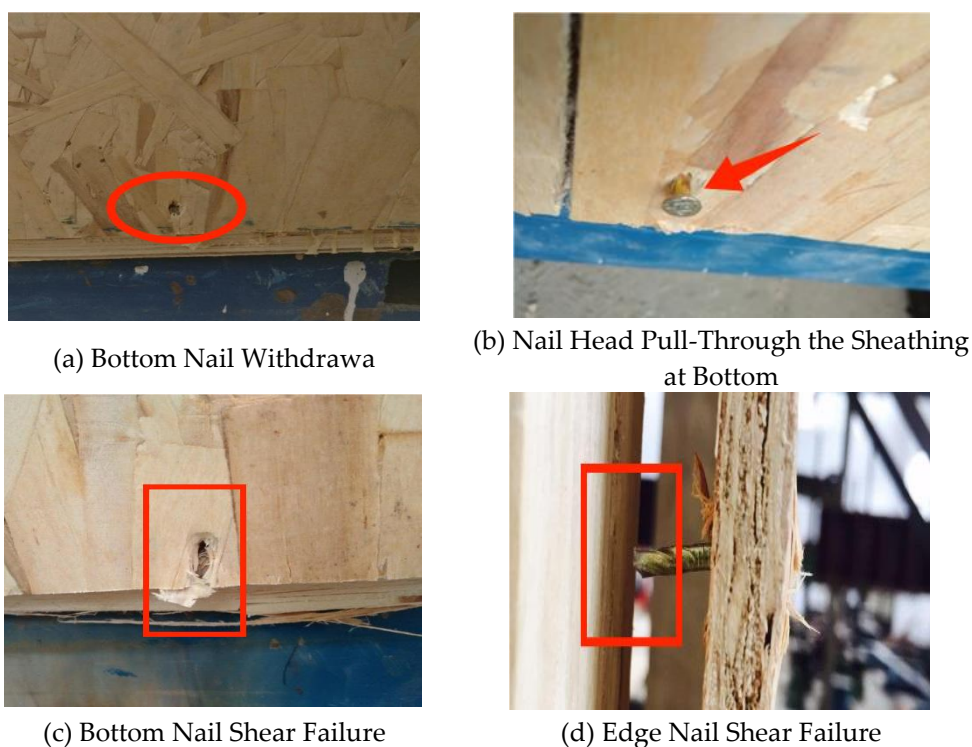 (a) Bottom Nail Withdrawa
(b) Nail Head Pull-Through the Sheathing
at Bottom
(c) Bottom Nail Shear Failure
(d) Edge Nail Shear Failure